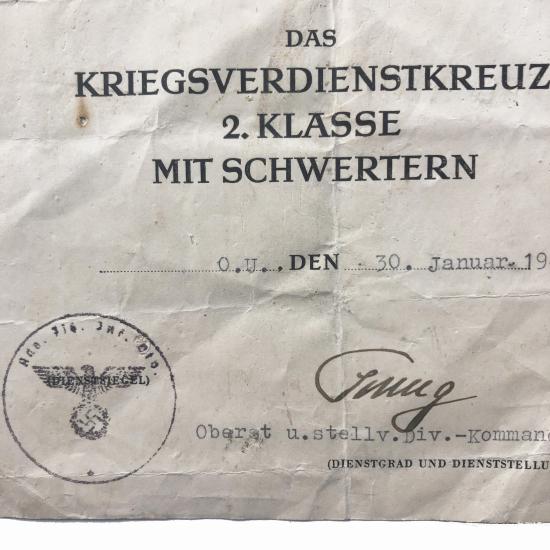 DAS
KRIEGSVERDIENSTKREUZ
2. KLASSE
MIT SCHWERTERN
O.U., DEN 30. Januar 19
(DIENSTSIEGEL)
Oberst u.stellv.Div.-Komman
(DIENSTGRAD UND DIENSTSTELLU